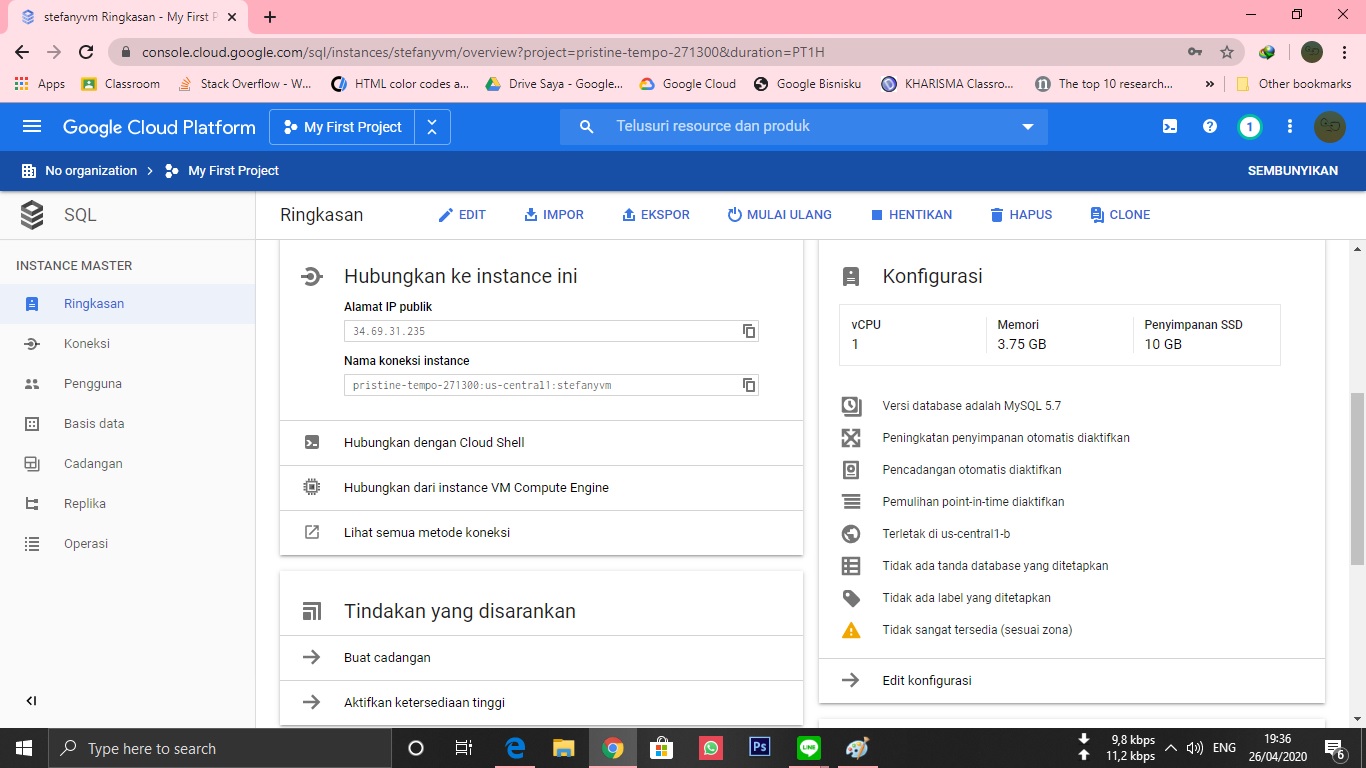 stefanyvm Ringkasan - My First P
console.cloud.google.com/sql/instances/stefanyvm/overview?project=pristine-tempo-271300&duration=PT1H
Apps Classroom Stack Overflow - W... HTML color codes a... Drive Saya - Google... Google Cloud Google Bisnisku KHARISMA Classro... The top 10 research... » Other bookmarks
Google Cloud Platform My First Project Telusuri resource dan produk 1
No organization My First Project SEMBUNYIKAN
SQL
Ringkasan EDIT IMPOR EKSPOR MULAI ULANG HENTIKAN HAPUS CLONE
INSTANCE MASTER
Ringkasan
Koneksi
Pengguna
Basis data
Cadangan
Replika
Operasi
Hubungkan ke instance ini
Alamat IP publik
34.69.31.235
Nama koneksi instance
pristine-tempo-271300:us-central1:stefanyvm
Hubungkan dengan Cloud Shell
Hubungkan dari instance VM Compute Engine
Lihat semua metode koneksi
Tindakan yang disarankan
Buat cadangan
Aktifkan ketersediaan tinggi
Konfigurasi
vCPU Memori Penyimpanan SSD
1 3.75 GB 10 GB
Versi database adalah MySQL 5.7
Peningkatan penyimpanan otomatis diaktifkan
Pencadangan otomatis diaktifkan
Pemulihan point-in-time diaktifkan
Terletak di us-central1-b
Tidak ada tanda database yang ditetapkan
Tidak ada label yang ditetapkan
Tidak sangat tersedia (sesuai zona)
Edit konfigurasi
Type here to search
Ps
LINE
9,8 kbps
11,2 kbps
ENG
19:36
26/04/2020
6